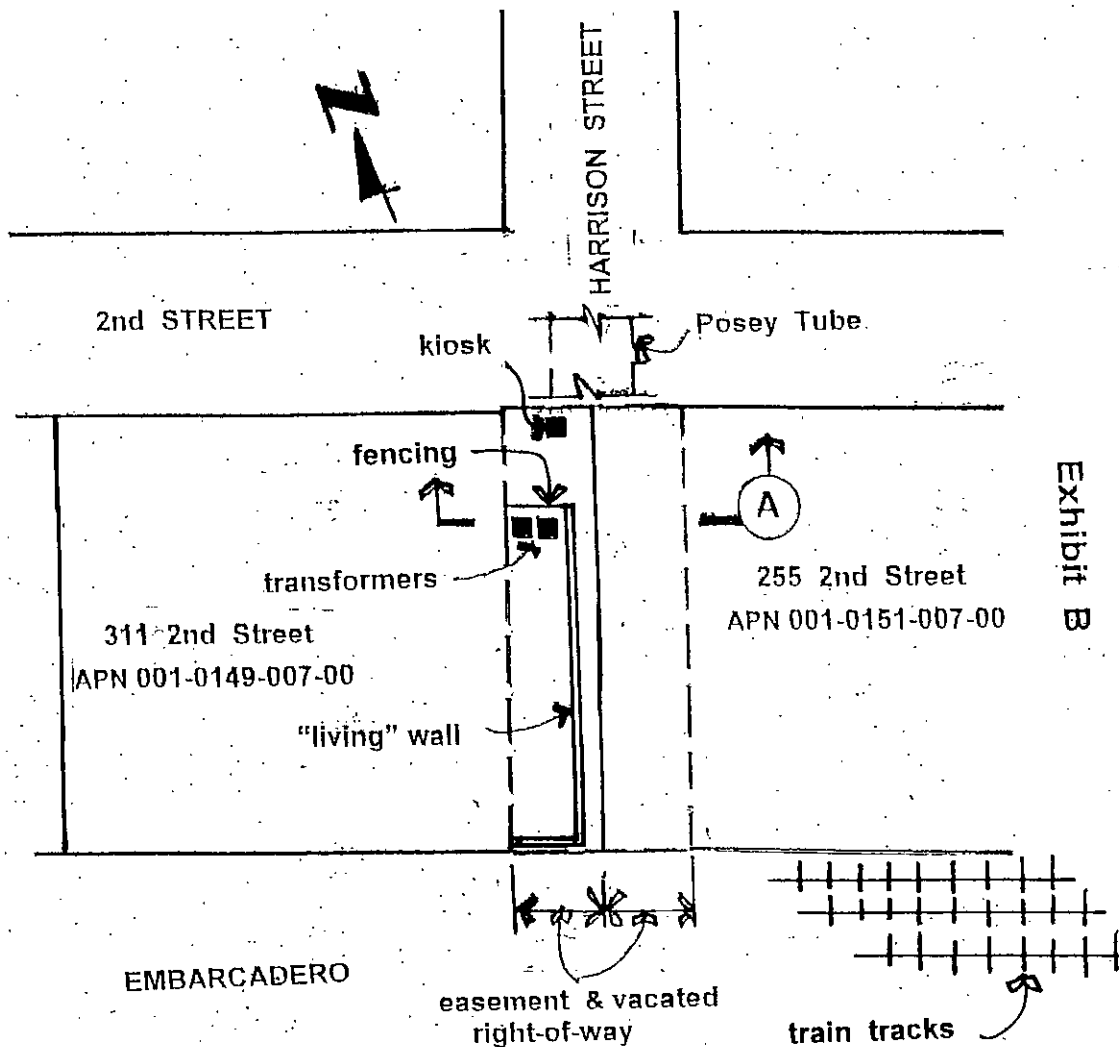 N
HARRISON STREET
2nd STREET
Posey Tube
kiosk
fencing
A
Exhibit B
transformers
255 2nd Street
APN 001-0151-007-00
311 2nd Street
APN 001-0149-007-00
"living" wall
EMBARCADERO
easement & vacated
right-of-way
train tracks